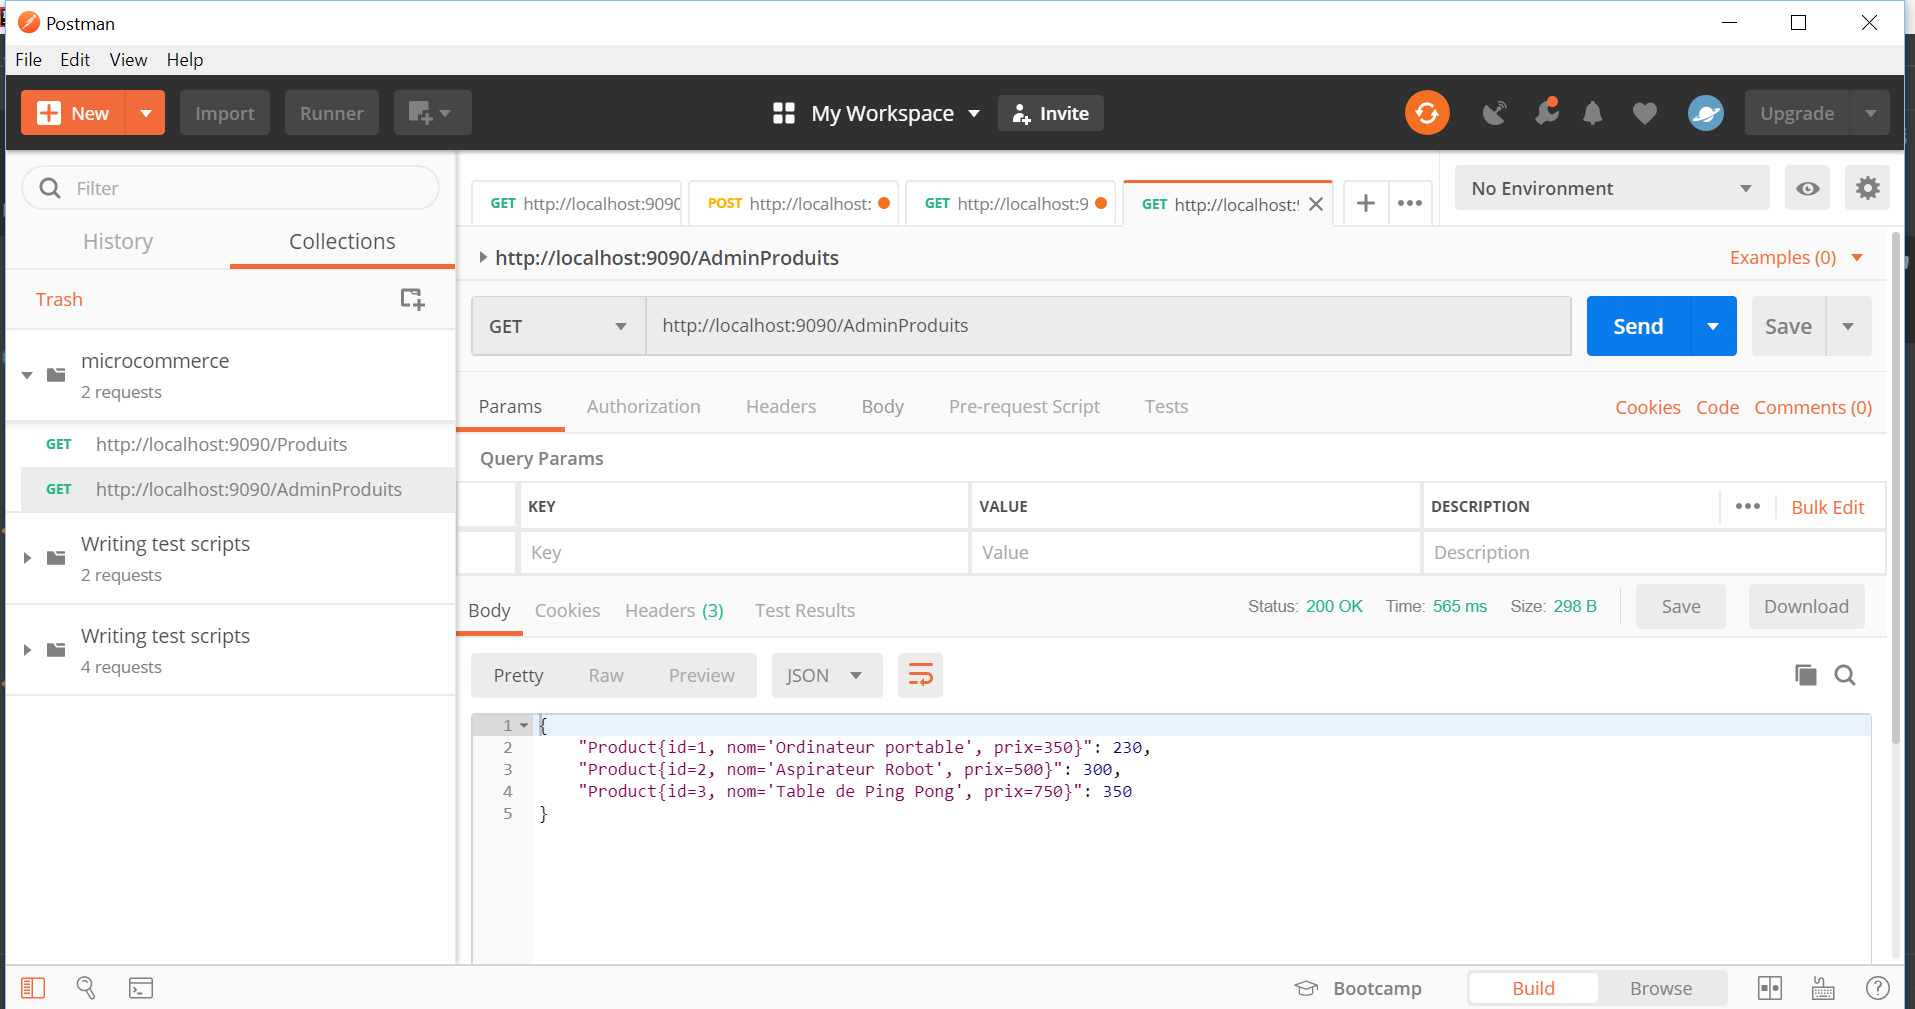 Postman
File Edit View Help
New Import Runner My Workspace Invite Upgrade
Filter
History Collections
Trash
microcommerce
2 requests
GET http://localhost:9090/Produits
GET http://localhost:9090/AdminProduits
Writing test scripts
2 requests
Writing test scripts
4 requests
GET http://localhost:9090 POST http://localhost: GET http://localhost:9 GET http://localhost:9 No Environment
http://localhost:9090/AdminProduits Examples (0)
GET http://localhost:9090/AdminProduits Send Save
Params Authorization Headers Body Pre-request Script Tests Cookies Code Comments (0)
Query Params
KEY VALUE DESCRIPTION Bulk Edit
Key Value Description
Body Cookies Headers (3) Test Results Status: 200 OK Time: 565 ms Size: 298 B Save Download
Pretty Raw Preview JSON
1 {
2 "Product{id=1, nom='Ordinateur portable', prix=350}": 230,
3 "Product{id=2, nom='Aspirateur Robot', prix=500}": 300,
4 "Product{id=3, nom='Table de Ping Pong', prix=750}": 350
5 }
Bootcamp Build Browse